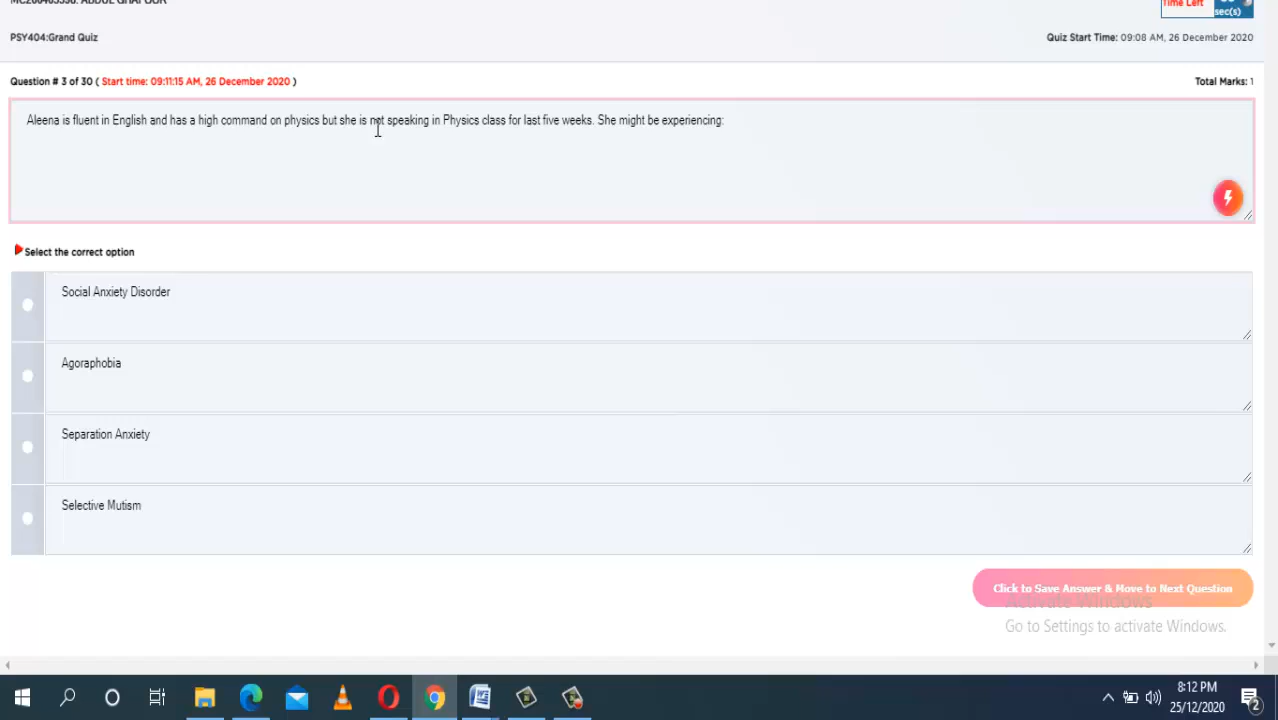 Time Left
sec(s)
PSY404:Grand Quiz
Quiz Start Time: 09:08 AM, 26 December 2020
Question # 3 of 30 ( Start time: 09:11:15 AM, 26 December 2020 )
Total Marks: 1
Aleena is fluent in English and has a high command on physics but she is not speaking in Physics class for last five weeks. She might be experiencing:
Select the correct option
Social Anxiety Disorder
Agoraphobia
Separation Anxiety
Selective Mutism
Click to Save Answer & Move to Next Question
Activate Windows
Go to Settings to activate Windows.
8:12 PM
25/12/2020
2